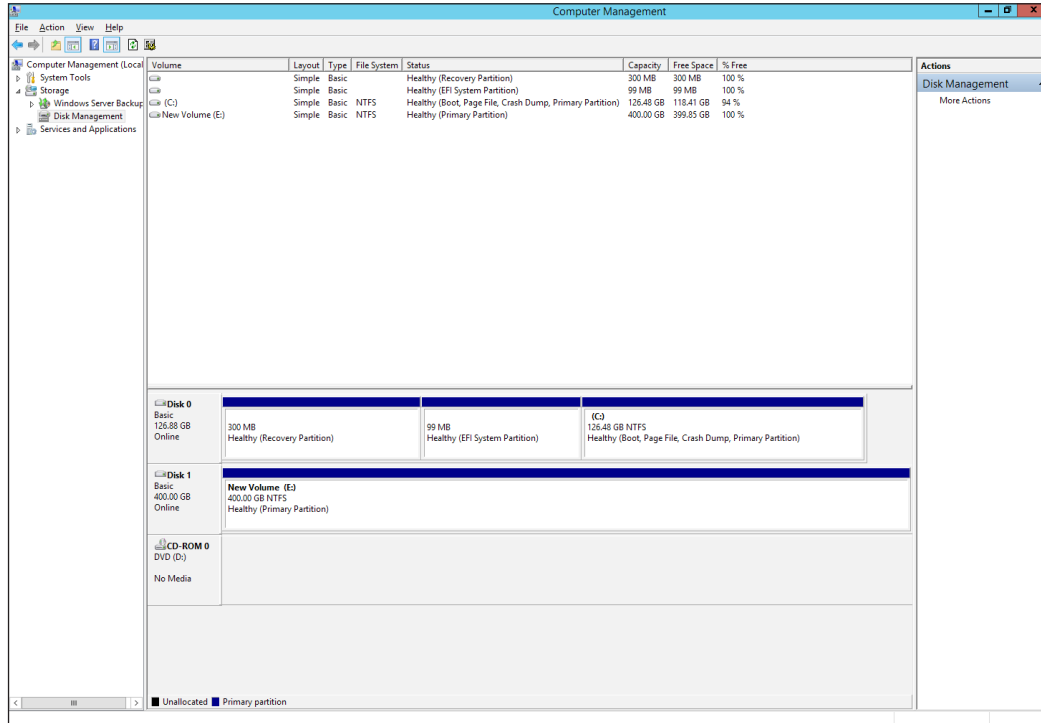 Computer Management
File Action View Help
Computer Management (Local
System Tools
Storage
Windows Server Backup
Disk Management
Services and Applications
Volume Layout Type File System Status Capacity Free Space % Free
Simple Basic Healthy (Recovery Partition) 300 MB 300 MB 100 %
Simple Basic Healthy (EFI System Partition) 99 MB 99 MB 100 %
(C:) Simple Basic NTFS Healthy (Boot, Page File, Crash Dump, Primary Partition) 126.48 GB 118.41 GB 94 %
New Volume (E:) Simple Basic NTFS Healthy (Primary Partition) 400.00 GB 399.85 GB 100 %
Disk 0
Basic
126.88 GB
Online
300 MB
Healthy (Recovery Partition)
99 MB
Healthy (EFI System Partition)
(C:)
126.48 GB NTFS
Healthy (Boot, Page File, Crash Dump, Primary Partition)
Disk 1
Basic
400.00 GB
Online
New Volume (E:)
400.00 GB NTFS
Healthy (Primary Partition)
CD-ROM 0
DVD (D:)
No Media
Unallocated Primary partition
Actions
Disk Management
More Actions